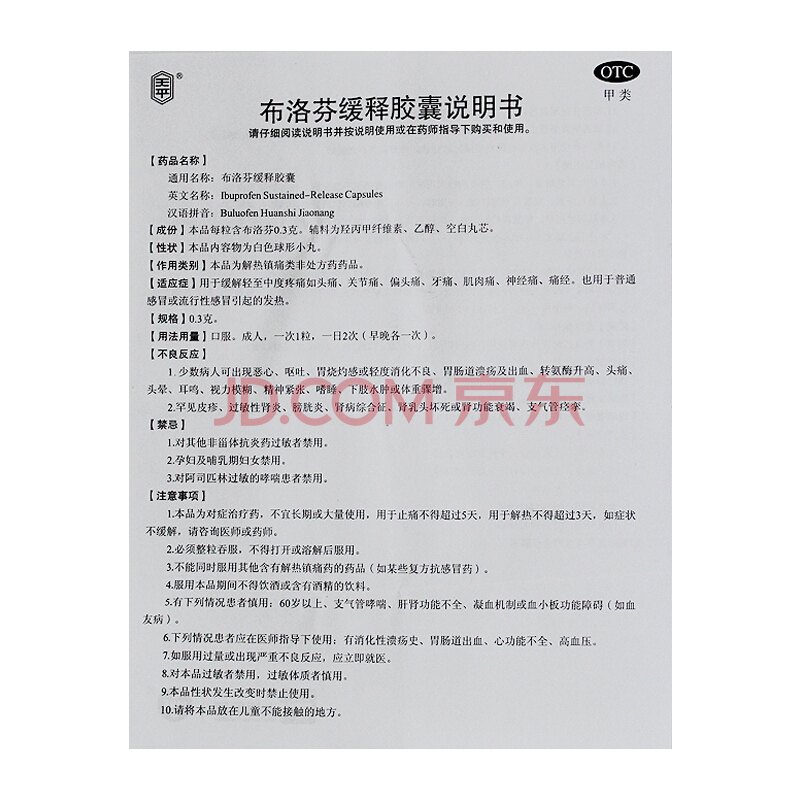 王平®
OTC
甲类
布洛芬缓释胶囊说明书
请仔细阅读说明书并按说明使用或在药师指导下购买和使用。
【药品名称】
通用名称：布洛芬缓释胶囊
英文名称：Ibuprofen Sustained-Release Capsules
汉语拼音：Buluofen Huanshi Jiaonang
【成份】本品每粒含布洛芬0.3克。辅料为羟丙甲纤维素、乙醇、空白丸芯。
【性状】本品内容物为白色球形小丸。
【作用类别】本品为解热镇痛类非处方药药品。
【适应症】用于缓解轻至中度疼痛如头痛、关节痛、偏头痛、牙痛、肌肉痛、神经痛、痛经。也用于普通
感冒或流行性感冒引起的发热。
【规格】0.3克。
【用法用量】口服。成人，一次1粒，一日2次（早晚各一次）。
【不良反应】
1. 少数病人可出现恶心、呕吐、胃烧灼感或轻度消化不良、胃肠道溃疡及出血、转氨酶升高、头痛、
头晕、耳鸣、视力模糊、精神紧张、嗜睡、下肢水肿或体重骤增。
2.罕见皮疹、过敏性肾炎、膀胱炎、肾病综合征、肾乳头坏死或肾功能衰竭、支气管痉挛。
JD.COM 京东
【禁忌】
1.对其他非甾体抗炎药过敏者禁用。
2.孕妇及哺乳期妇女禁用。
3.对阿司匹林过敏的哮喘患者禁用。
【注意事项】
1.本品为对症治疗药，不宜长期或大量使用，用于止痛不得超过5天，用于解热不得超过3天，如症状
不缓解，请咨询医师或药师。
2.必须整粒吞服，不得打开或溶解后服用。
3.不能同时服用其他含有解热镇痛药的药品（如某些复方抗感冒药）。
4.服用本品期间不得饮酒或含有酒精的饮料。
5.有下列情况患者慎用：60岁以上、支气管哮喘、肝肾功能不全、凝血机制或血小板功能障碍（如血
友病）。
6.下列情况患者应在医师指导下使用：有消化性溃疡史、胃肠道出血、心功能不全、高血压。
7.如服用过量或出现严重不良反应，应立即就医。
8.对本品过敏者禁用，过敏体质者慎用。
9.本品性状发生改变时禁止使用。
10.请将本品放在儿童不能接触的地方。